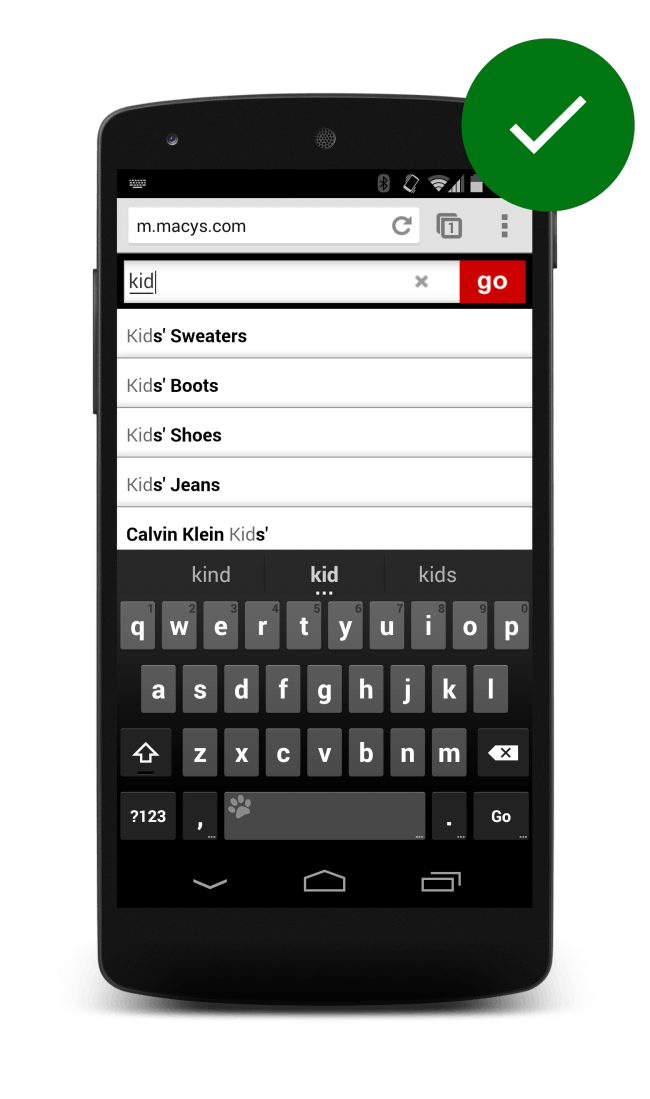 m.macys.com 1
kid × go
Kids' Sweaters
Kids' Boots
Kids' Shoes
Kids' Jeans
Calvin Klein Kids'
kind kid kids
1 2 3 4 5 6 7 8 9 0
q w e r t y u i o p
a s d f g h j k l
z x c v b n m
?123 , . Go